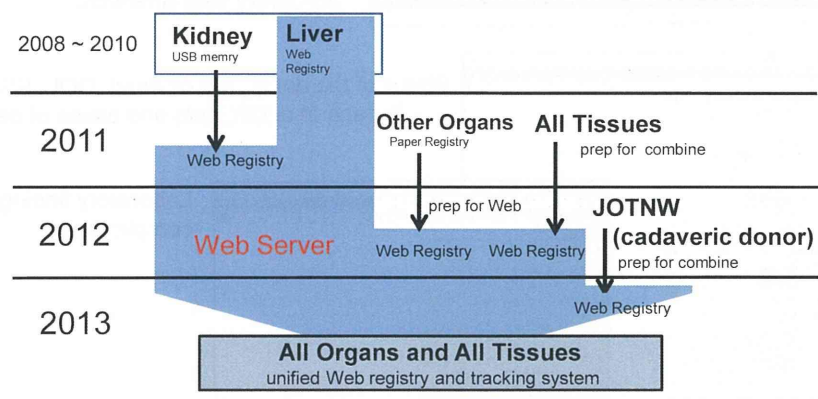 2008 ~ 2010
Kidney
USB memry
Liver
Web
Registry
2011
Web Registry
Other Organs
Paper Registry
All Tissues
prep for combine
2012
Web Server
prep for Web
Web Registry
Web Registry
JOTNW
(cadaveric donor)
prep for combine
2013
Web Registry
All Organs and All Tissues
unified Web registry and tracking system